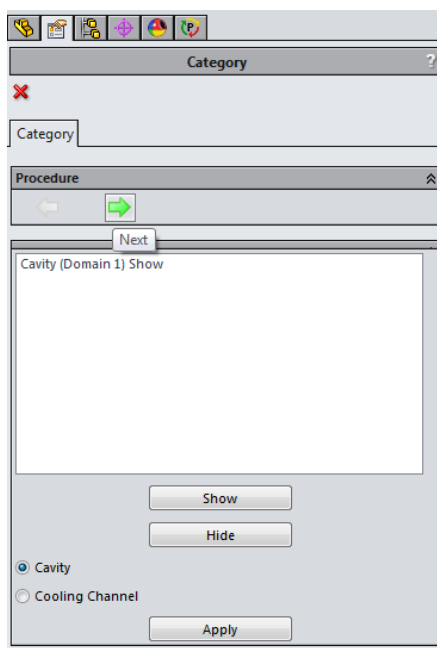 Category
?
Category
Procedure
Next
Cavity (Domain 1) Show
Show
Hide
Cavity
Cooling Channel
Apply